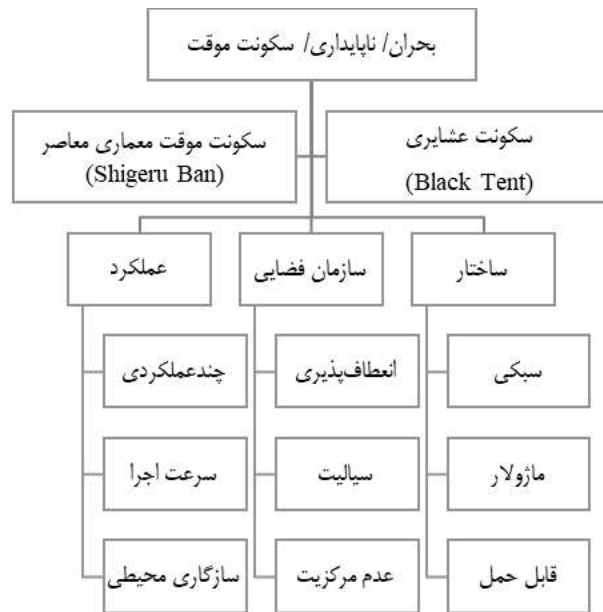 بحران/ ناپایداری/ سکونت موقت
سکونت عشایری
(Black Tent)
سکونت موقت معماری معاصر
(Shigeru Ban)
ساختار
سازمان فضایی
عملکرد
سبکی
انعطاف‌پذیری
چندعملکردی
ماژولار
سیالیت
سرعت اجرا
قابل حمل
عدم مرکزیت
سازگاری محیطی